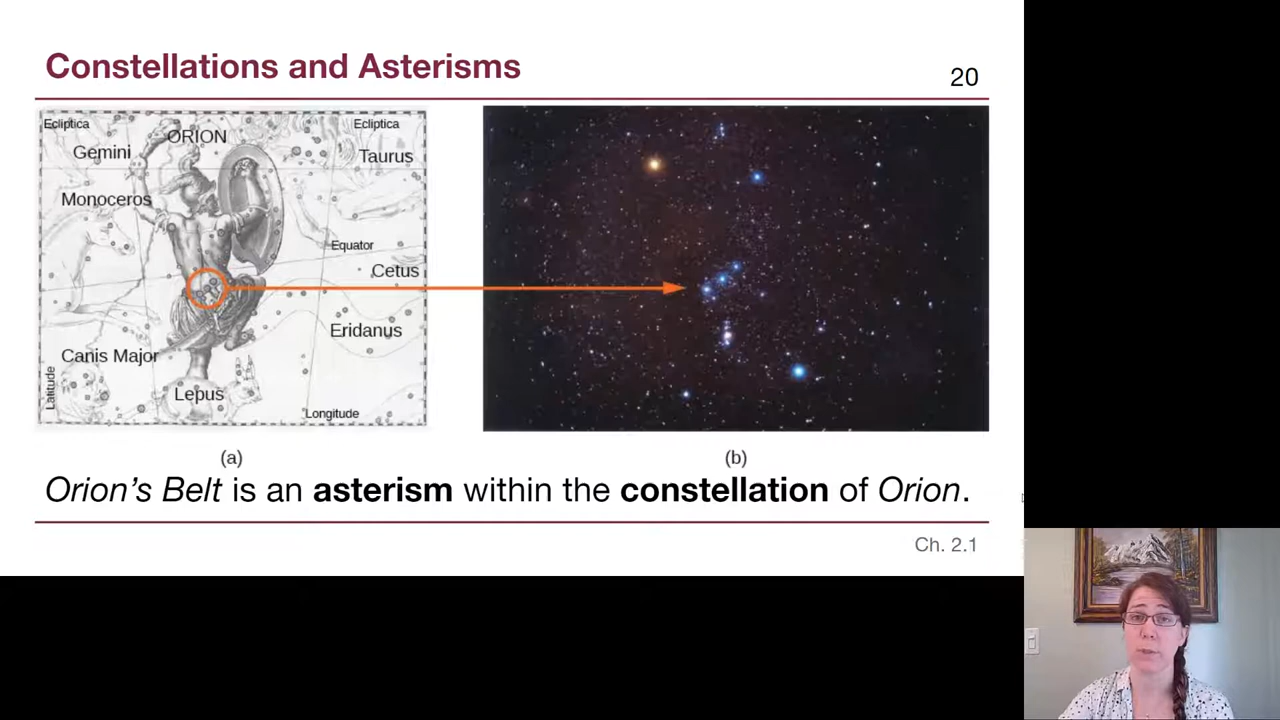 Constellations and Asterisms
20
Ecliptica
Ecliptica
ORION
Gemini
Taurus
Monoceros
Equator
Cetus
Eridanus
Canis Major
Latitude
Lepus
Longitude
(a)
(b)
Orion's Belt is an asterism within the constellation of Orion.
Ch. 2.1